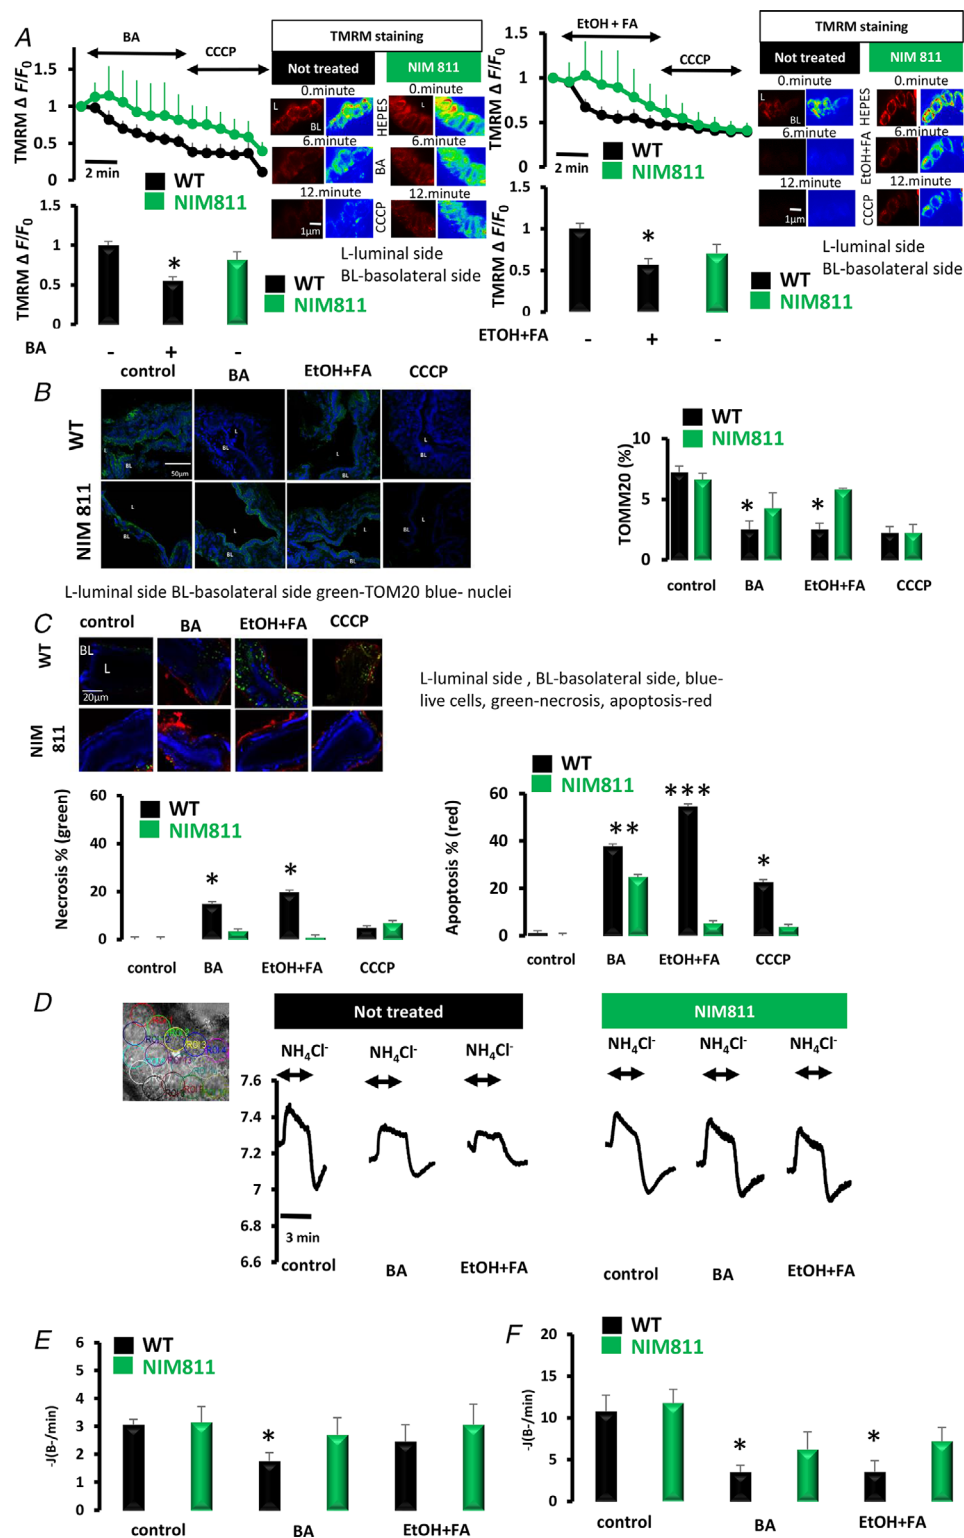 A
BA
CCCP
TMRM Δ F/F0
1.5
1
0.5
0
2 min
WT
NIM811
TMRM staining
Not treated
NIM 811
0.minute
0.minute
L
BL
L
HEPES
6.minute
6.minute
BA
12.minute
12.minute
1µm
CCCP
L-luminal side
BL-basolateral side
TMRM Δ F/F0
1.5
1
0.5
0
WT
NIM811
BA
-
+
-
EtOH + FA
CCCP
TMRM Δ F/F0
1.5
1
0.5
0
2 min
WT
NIM811
TMRM staining
Not treated
NIM 811
0.minute
0.minute
L
BL
HEPES
6.minute
6.minute
EtOH+FA
12.minute
12.minute
1µm
CCCP
L-luminal side
BL-basolateral side
TMRM Δ F/F0
1.5
1
0.5
0
*
*
WT
NIM811
ETOH+FA
-
+
-
B
control
BA
EtOH+FA
CCCP
WT
L
BL
50µm
L
BL
L
BL
L
BL
NIM 811
L
BL
L
BL
L
BL
L
BL
L-luminal side BL-basolateral side green-TOM20 blue- nuclei
WT
NIM811
TOMM20 (%)
10
5
0
*
*
control
BA
EtOH+FA
CCCP
C
control
BA
EtOH+FA
CCCP
WT
BL
L
20µm
NIM
811
L-luminal side , BL-basolateral side, blue-
live cells, green-necrosis, apoptosis-red
Necrosis % (green)
60
40
20
0
WT
NIM811
*
*
control
BA
EtOH+FA
CCCP
Apoptosis % (red)
60
40
20
0
WT
NIM811
**
***
*
control
BA
EtOH+FA
CCCP
D
Not treated
NIM811
NH4Cl-
NH4Cl-
NH4Cl-
NH4Cl-
NH4Cl-
NH4Cl-
7.6
7.4
7.2
7
6.8
6.6
3 min
control
BA
EtOH+FA
control
BA
EtOH+FA
E
WT
NIM811
-J(B-/min)
6
5
4
3
2
1
0
*
control
BA
EtOH+FA
F
WT
NIM811
-J(B-/min)
20
15
10
5
0
*
*
control
BA
EtOH+FA